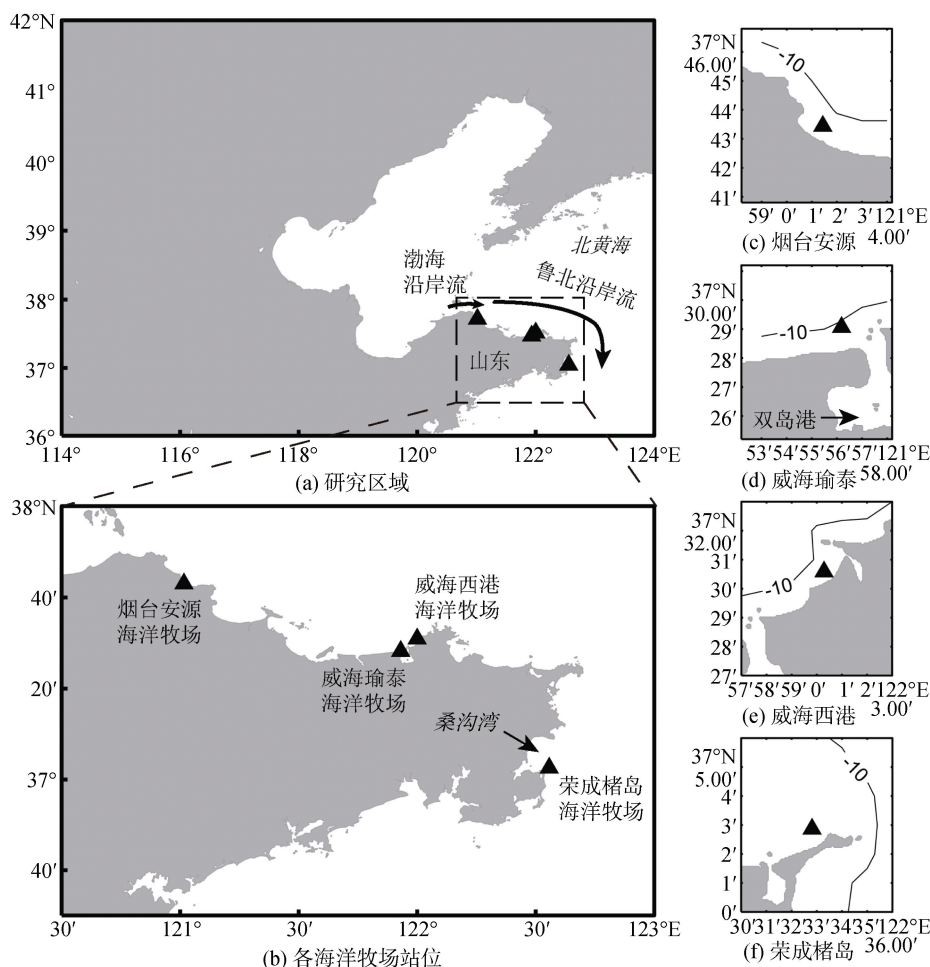 42°N
41°
40°
39°
38°
37°
36°
114°
116°
118°
120°
122°
124°E
渤海
沿岸流
北黄海
鲁北沿岸流
山东
(a) 研究区域
38°N
40′
20′
37°
40′
30′
121°
30′
122°
30′
123°E
烟台安源
海洋牧场
威海西港
海洋牧场
威海瑜泰
海洋牧场
桑沟湾
荣成楮岛
海洋牧场
(b) 各海洋牧场站位
37°N
46.00′
45′
44′
43′
42′
41′
-10
59′ 0′ 1′ 2′ 3′121°E
4.00′
(c) 烟台安源
37°N
30.00′
29′
28′
27′
26′
-10
双岛港
53′54′55′56′57′121°E
58.00′
(d) 威海瑜泰
37°N
32.00′
31′
30′
29′
28′
27′
-10
57′58′59′ 0′ 1′ 2′122°E
3.00′
(e) 威海西港
37°N
5.00′
4′
3′
2′
1′
0′
-10
30′31′32′33′34′35′122°E
36.00′
(f) 荣成楮岛